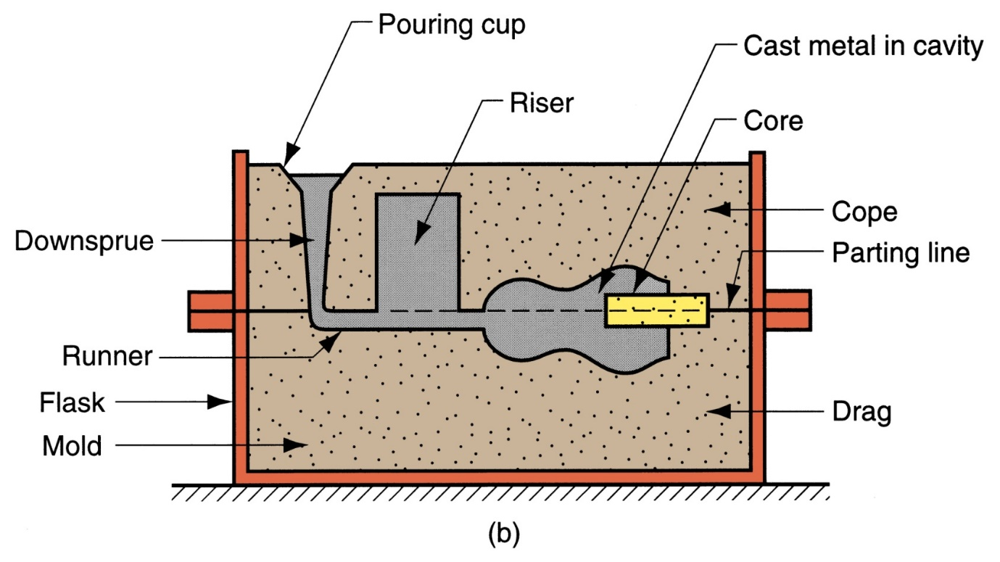 Pouring cup
Cast metal in cavity
Riser
Core
Cope
Downsprue
Parting line
Runner
Flask
Drag
Mold
(b)